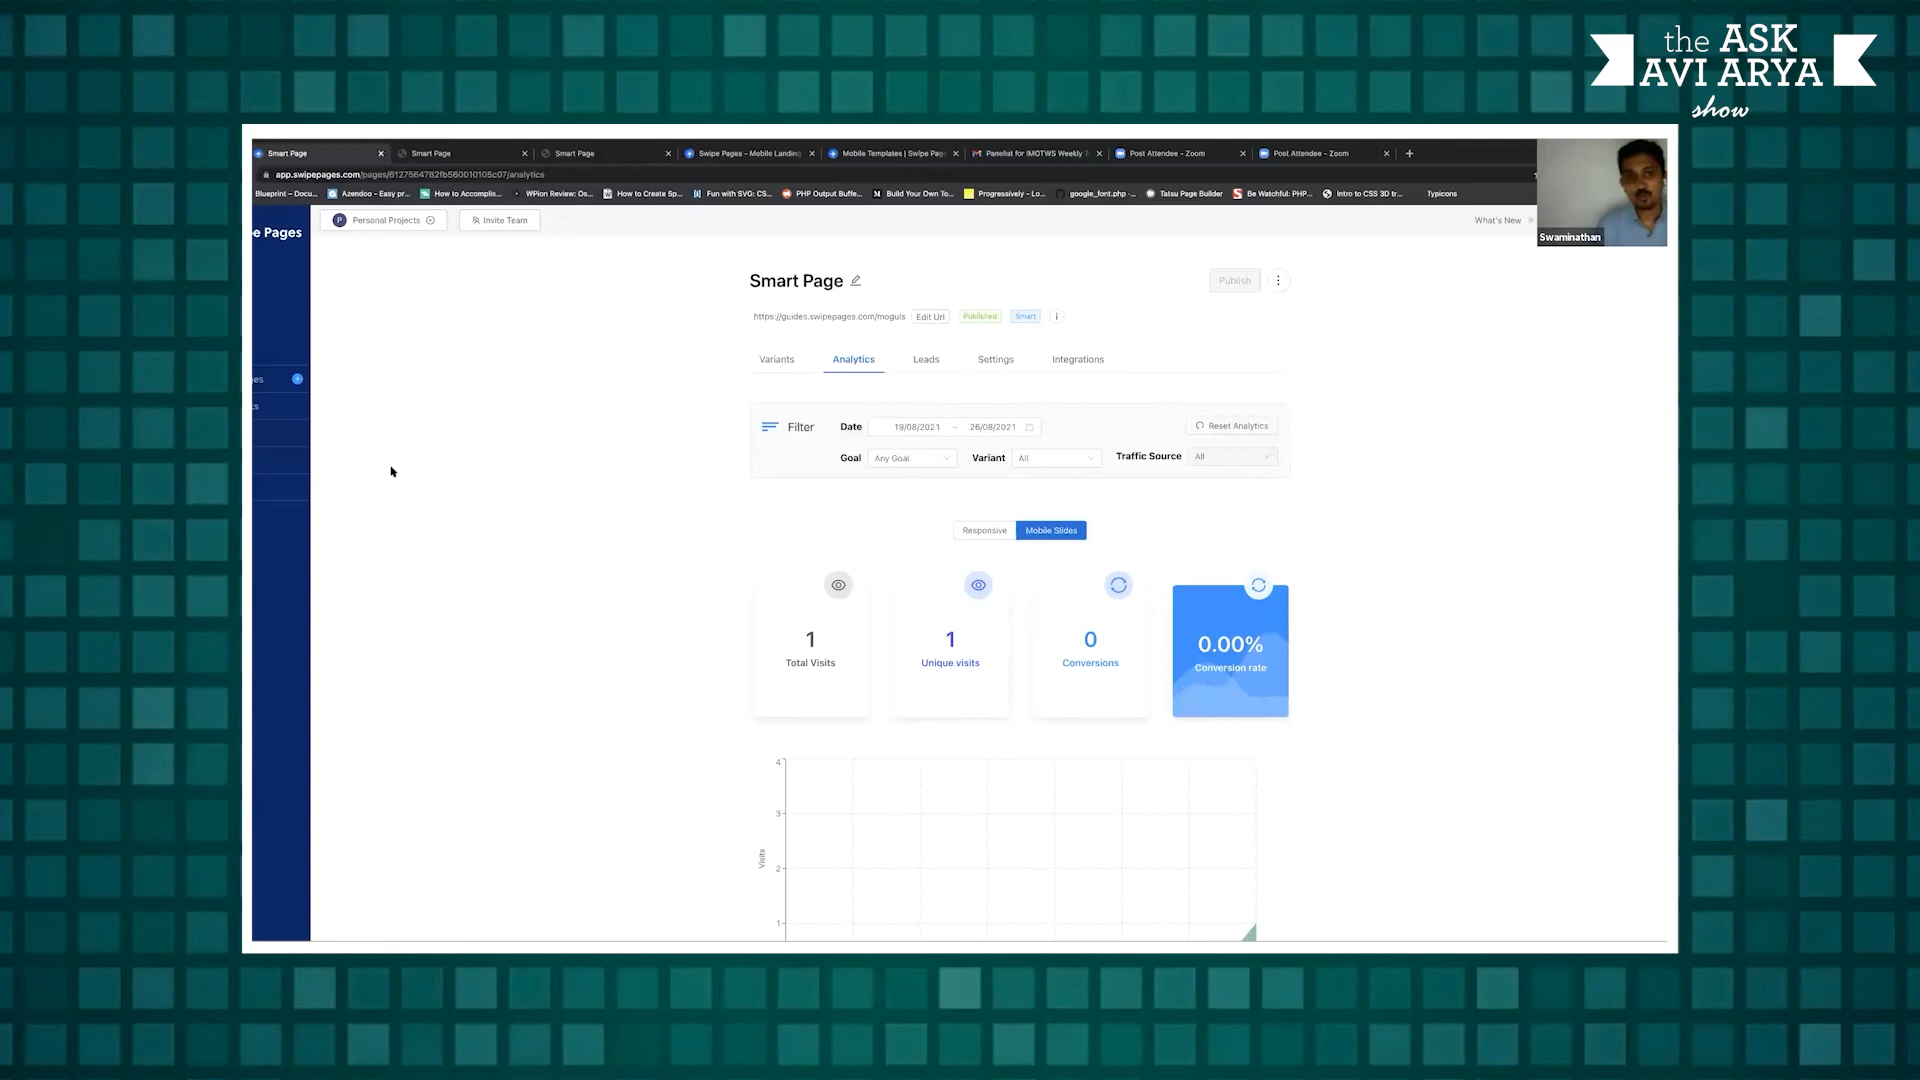 the ASK
AVI ARYA
show
Smart Page
Smart Page
Smart Page
Swipe Pages – Mobile Landing
Mobile Templates | Swipe Page
Panelist for IMOTWS Weekly T
Post Attendee - Zoom
Post Attendee - Zoom
app.swipepages.com/pages/6127564782fb560010105c07/analytics
Blueprint – Docu...
Azendoo - Easy pr...
How to Accomplis...
WPion Review: Os...
How to Create Sp...
Fun with SVG: CS...
PHP Output Buffe...
Build Your Own To...
Progressively - Lo...
google_font.php -...
Tatsu Page Builder
Be Watchful: PHP...
Intro to CSS 3D tr...
Typicons
Swaminathan
e Pages
P Personal Projects
Invite Team
What's New
es
ks
Smart Page
Publish
https://guides.swipepages.com/moguls
Edit Url
Published
Smart
i
Variants
Analytics
Leads
Settings
Integrations
Filter
Date
19/08/2021 ~ 26/08/2021
Reset Analytics
Goal
Any Goal
Variant
All
Traffic Source
All
Responsive
Mobile Slides
1
Total Visits
1
Unique visits
0
Conversions
0.00%
Conversion rate
4
3
Visits
2
1